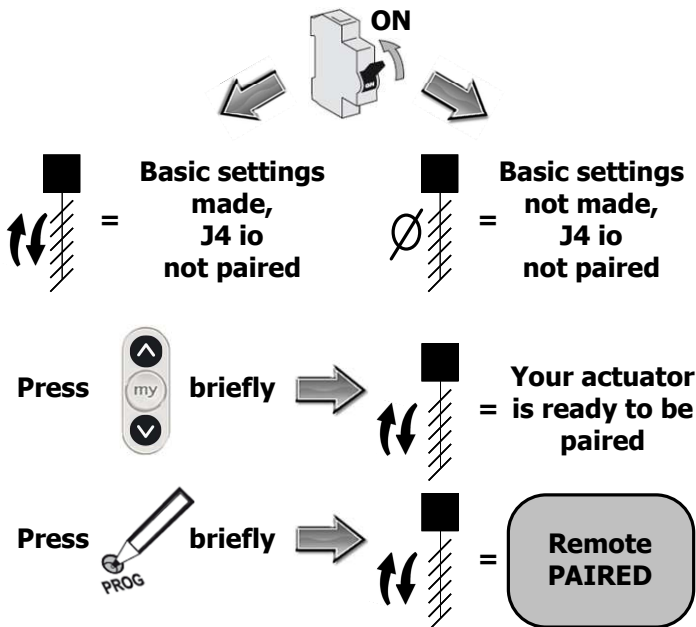 ON
Basic settings
made,
J4 io
not paired
=
Basic settings
not made,
J4 io
not paired
=
Press
my
briefly
=
Your actuator
is ready to be
paired
Press
PROG
briefly
=
Remote
PAIRED